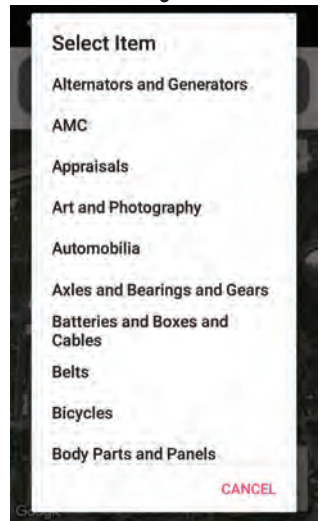 Select Item
Alternators and Generators
AMC
Appraisals
Art and Photography
Automobilia
Axles and Bearings and Gears
Batteries and Boxes and
Cables
Belts
Bicycles
Body Parts and Panels
CANCEL
Google